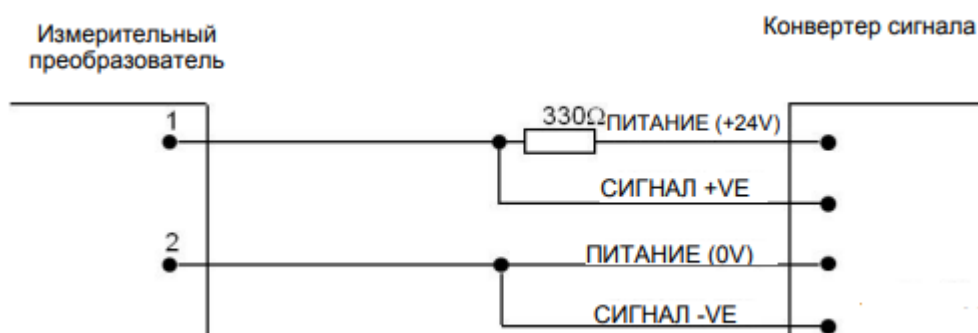 Измерительный
преобразователь
Конвертер сигнала
1
330Ω
ПИТАНИЕ (+24V)
СИГНАЛ +VE
2
ПИТАНИЕ (0V)
СИГНАЛ -VE